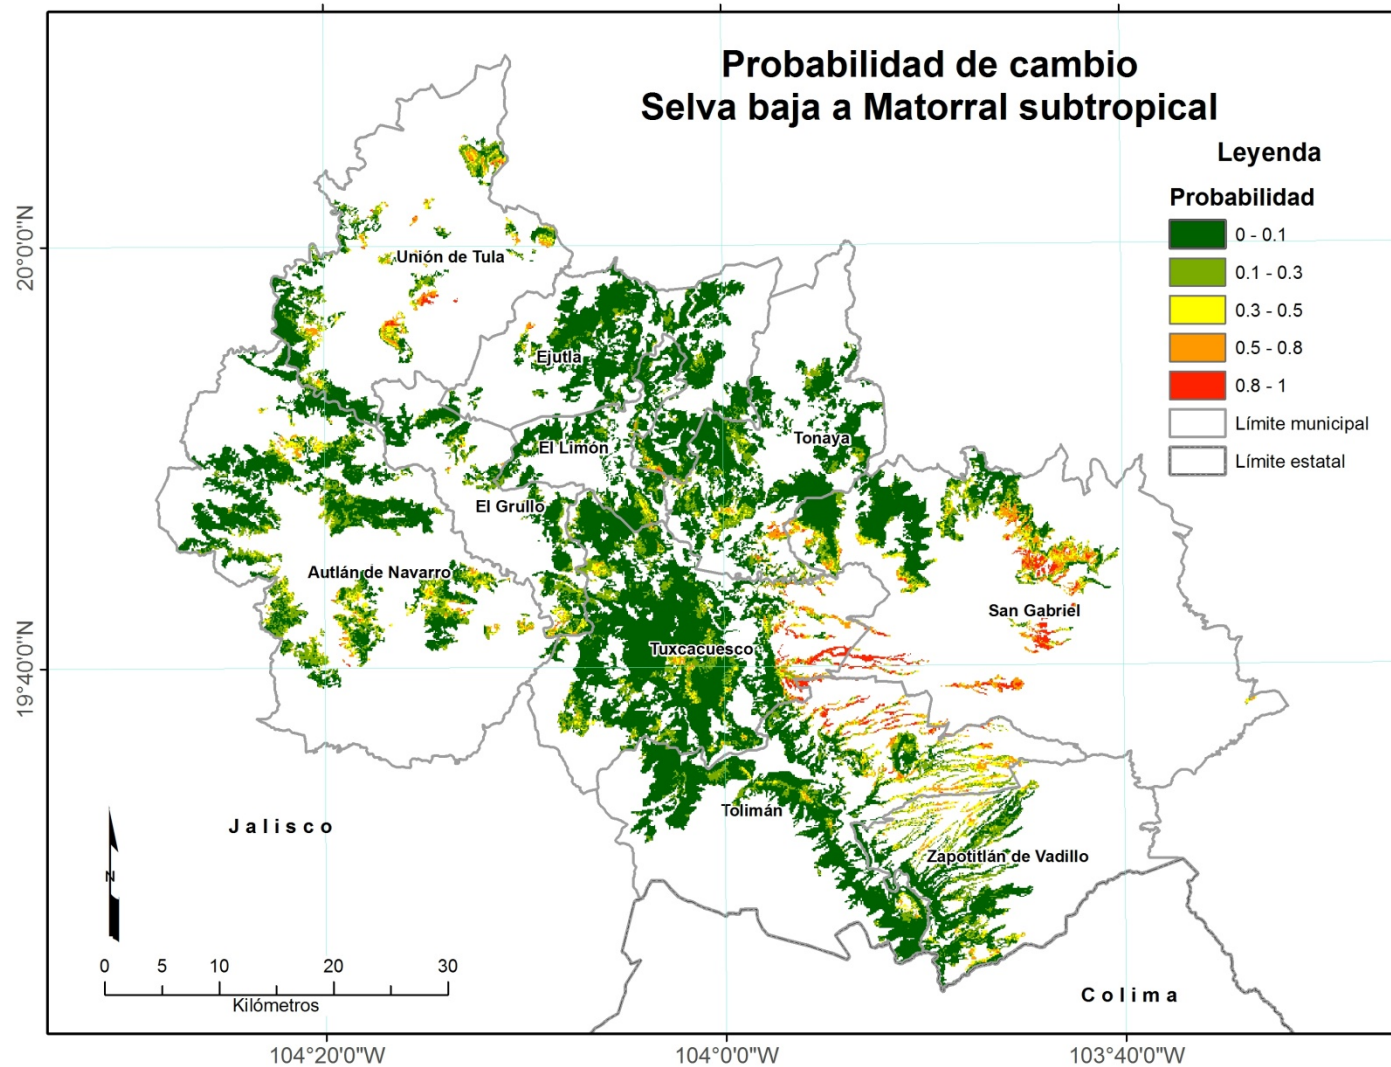 Probabilidad de cambio
Selva baja a Matorral subtropical
Leyenda
Probabilidad
0 - 0.1
0.1 - 0.3
0.3 - 0.5
0.5 - 0.8
0.8 - 1
Límite municipal
Límite estatal
20°0'0"N
19°40'0"N
Unión de Tula
Ejutla
El Limón
Tonaya
El Grullo
Autlán de Navarro
San Gabriel
Tuxcacuesco
Tolimán
Zapotitlán de Vadillo
Jalisco
Colima
N
0 5 10 20 30
Kilómetros
104°20'0"W
104°0'0"W
103°40'0"W